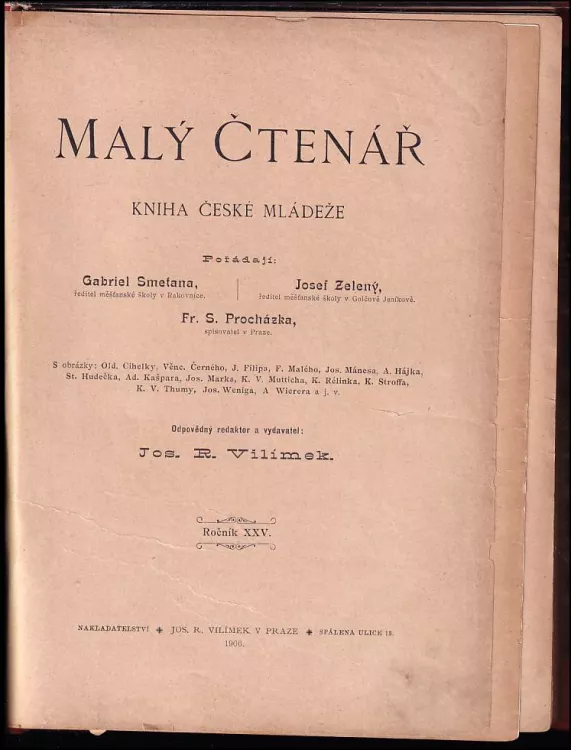 MALÝ ČTENÁŘ
KNIHA ČESKÉ MLÁDEŽE
Pořádají:
Gabriel Smetana,
ředitel měšťanské školy v Rakovníce.
Josef Zelený,
ředitel měšťanské školy v Golčově Jeníkově.
Fr. S. Procházka,
spisovatel v Praze.
S obrázky: Old. Cihelky, Věnc. Černého, J. Filipa, F. Malého, Jos. Mánesa, A. Hájka,
St. Hudečka, Ad. Kašpara, Jos. Marka, K. V. Mutticha, K. Rélinka, K. Stroffa,
K. V. Thumy, Jos. Weniga, A Wierera a j. v.
Odpovědný redaktor a vydavatel:
Jos. R. Vilímek.
Ročník XXV.
NAKLADATELSTVÍ ✦ JOS. R. VILÍMEK V PRAZE ✦ SPÁLENÁ ULICE 13.
1906.